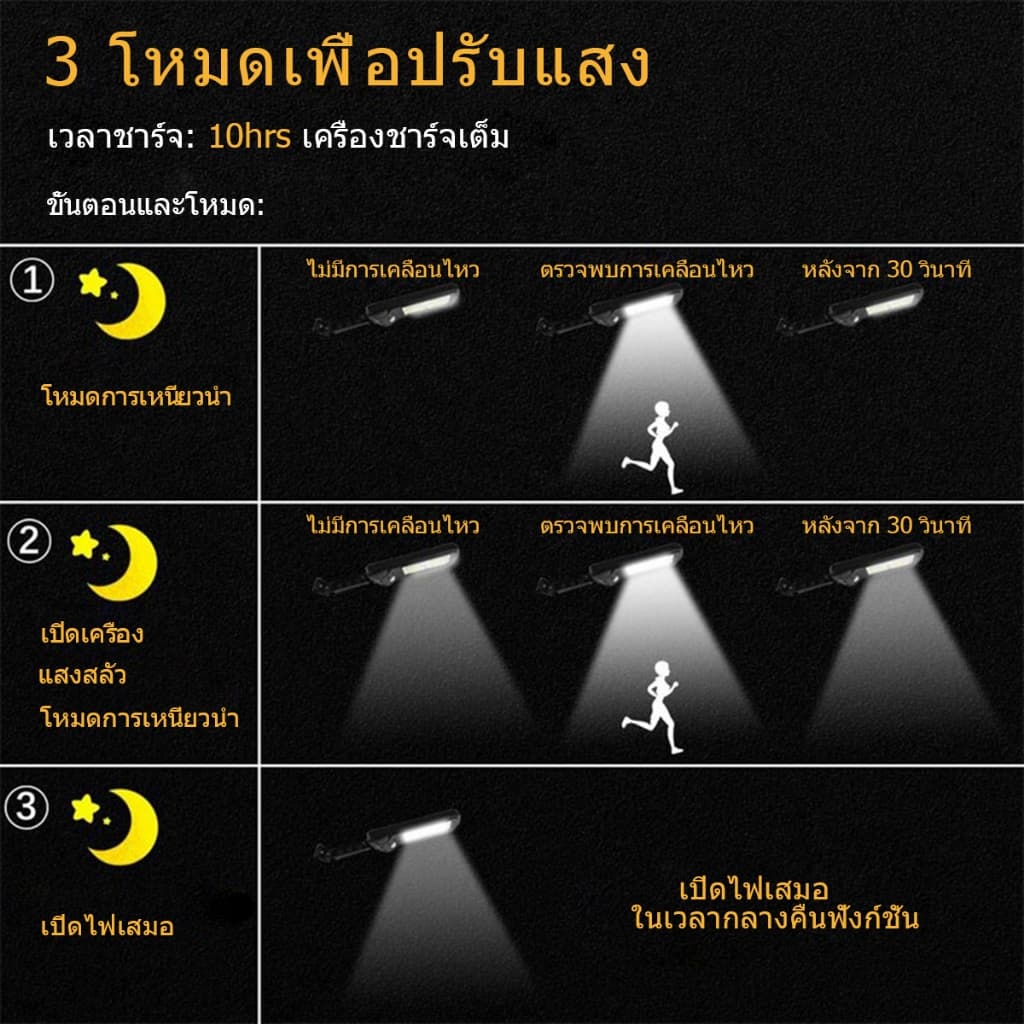 3 โหมดเพื่อปรับแสง
เวลาชาร์จ: 10hrs เครื่องชาร์จเต็ม
ขั้นตอนและโหมด:
1
ไม่มีการเคลื่อนไหว
ตรวจพบการเคลื่อนไหว
หลังจาก 30 วินาที
โหมดการเหนี่ยวนำ
2
ไม่มีการเคลื่อนไหว
ตรวจพบการเคลื่อนไหว
หลังจาก 30 วินาที
เปิดเครื่อง
แสงสลัว
โหมดการเหนี่ยวนำ
3
เปิดไฟเสมอ
เปิดไฟเสมอ
ในเวลากลางคืนฟังก์ชัน